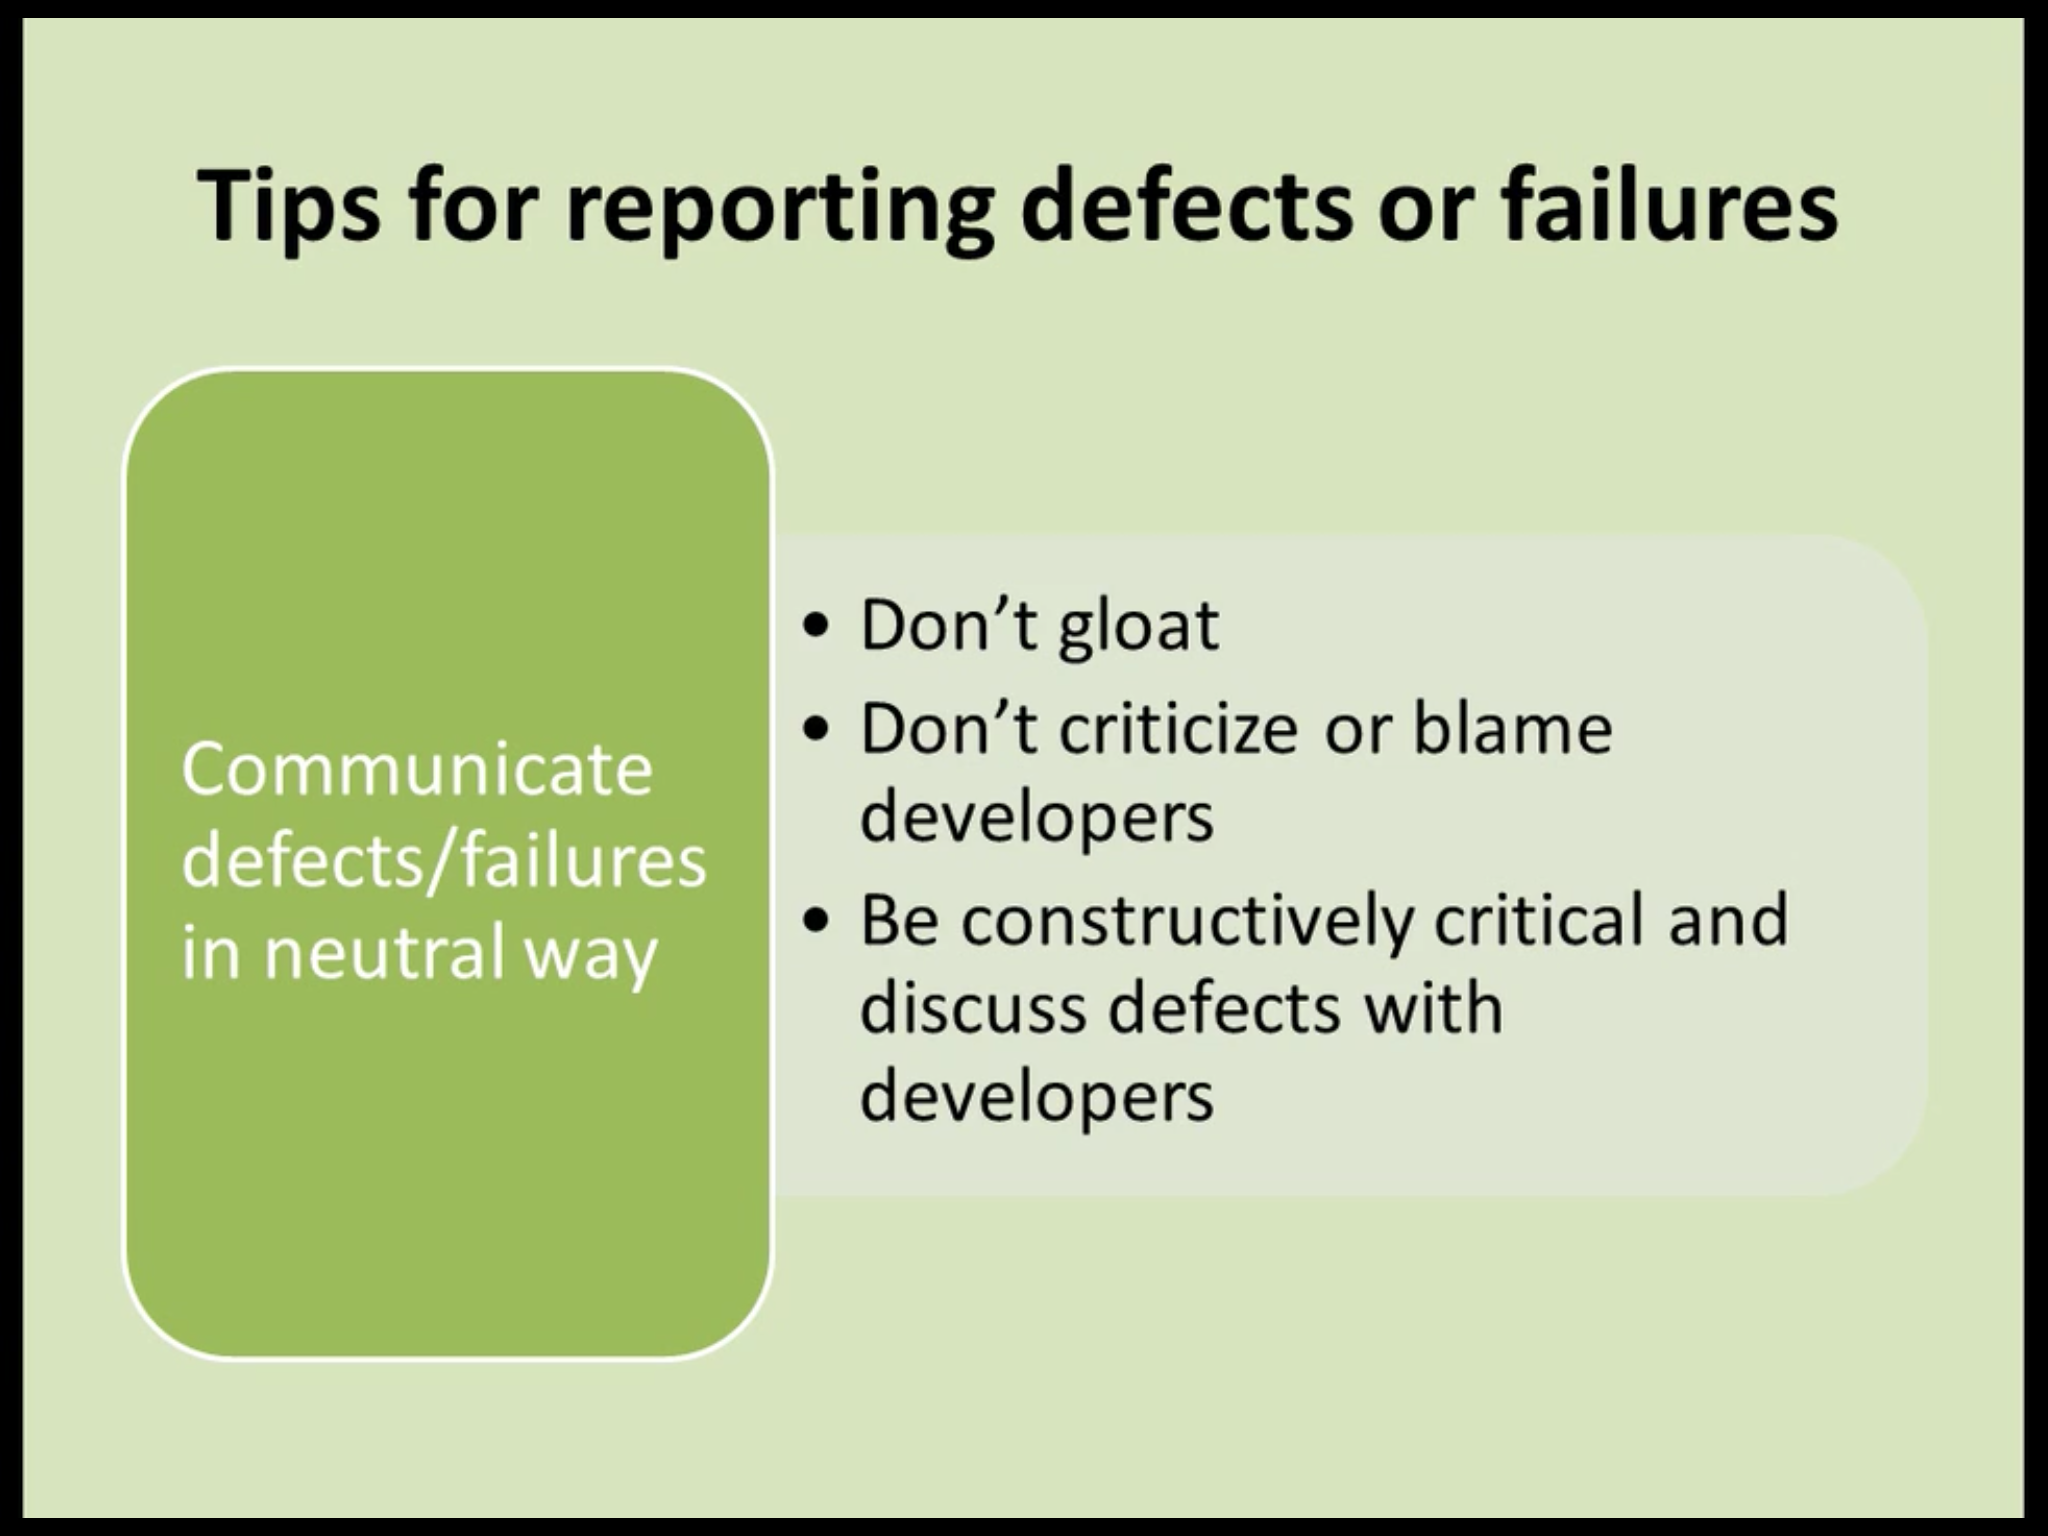 Tips for reporting defects or failures
Communicate
defects/failures
in neutral way
• Don’t gloat
• Don’t criticize or blame
developers
• Be constructively critical and
discuss defects with
developers